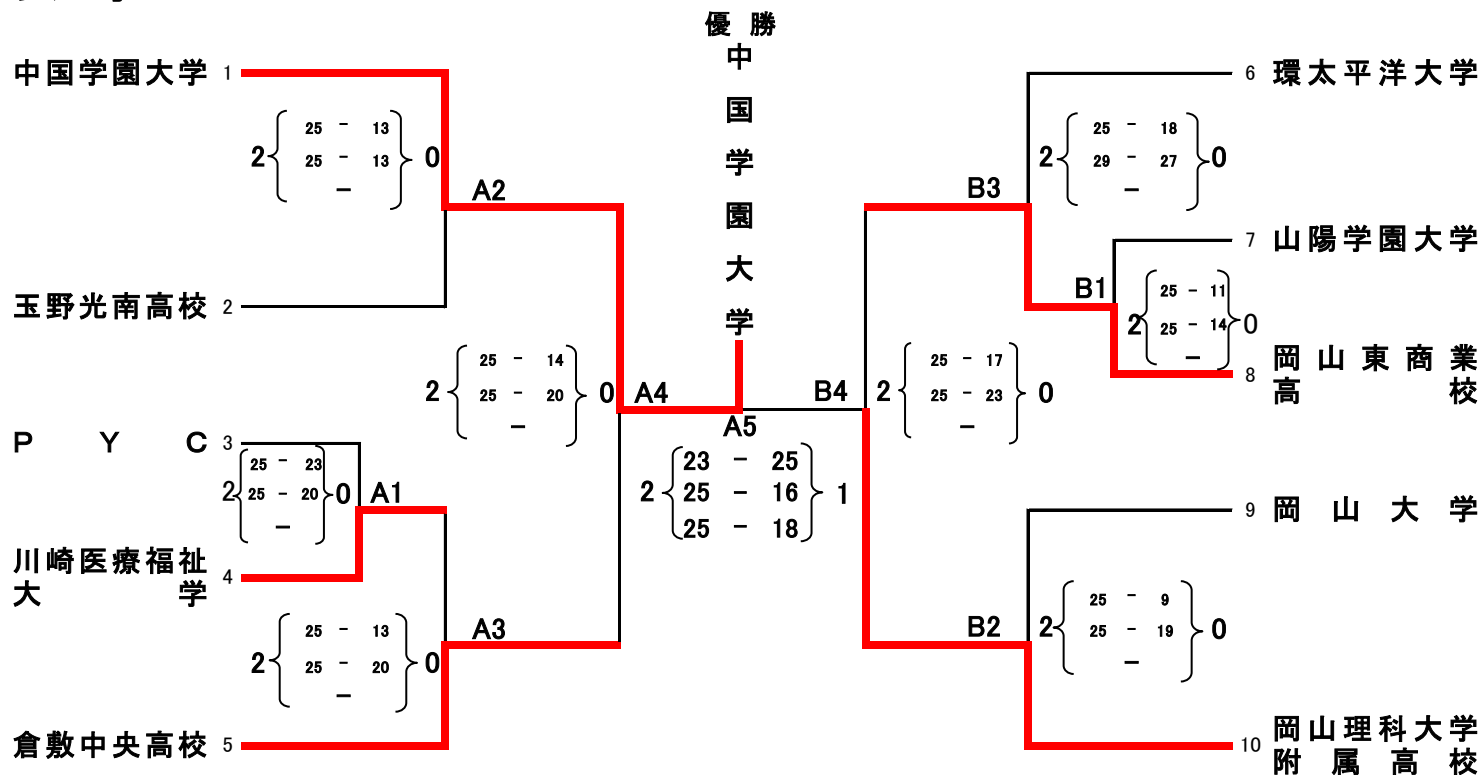 優勝
中国学園大学
中国学園大学 1
2 25 - 13 0
25 - 13
-
A2
玉野光南高校 2
2 25 - 14 0
25 - 20
-
A4
P Y C 3
2 25 - 23 0
25 - 20
-
A1
川崎医療福祉
大学 4
2 25 - 13 0
25 - 20
-
A3
倉敷中央高校 5
A5
2 23 - 25 1
25 - 16
25 - 18
6 環太平洋大学
2 25 - 18 0
29 - 27
-
B3
7 山陽学園大学
B1
2 25 - 11 0
25 - 14
-
8 岡山東商業
高校
B4
2 25 - 17 0
25 - 23
-
9 岡山大学
B2
2 25 - 9 0
25 - 19
-
10 岡山理科大学
附属高校